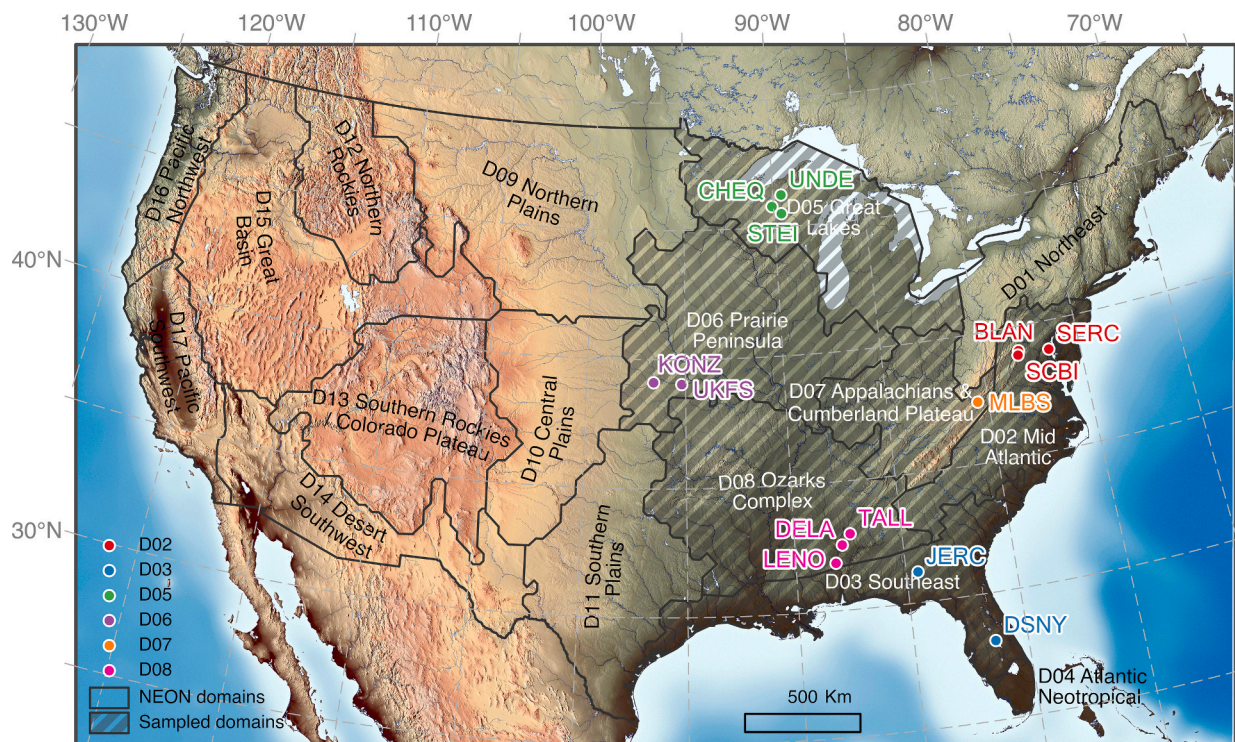 130°W
120°W
110°W
100°W
90°W
80°W
70°W
40°N
30°N
D16 Pacific
Northwest
D15 Great
Basin
D12 Northern
Rockies
D09 Northern
Plains
D17 Pacific
Southwest
D13 Southern Rockies
Colorado Plateau
D14 Desert
Southwest
D10 Central
Plains
D11 Southern
Plains
CHEQ
UNDE
STEI
D05 Great
Lakes
D01 Northeast
D06 Prairie
Peninsula
KONZ
UKFS
BLAN
SERC
SCBI
D07 Appalachians &
Cumberland Plateau
MLBS
D02 Mid
Atlantic
D08 Ozarks
Complex
DELA
TALL
LENO
JERC
D03 Southeast
DSNY
D04 Atlantic
Neotropical
D02
D03
D05
D06
D07
D08
NEON domains
Sampled domains
500 Km